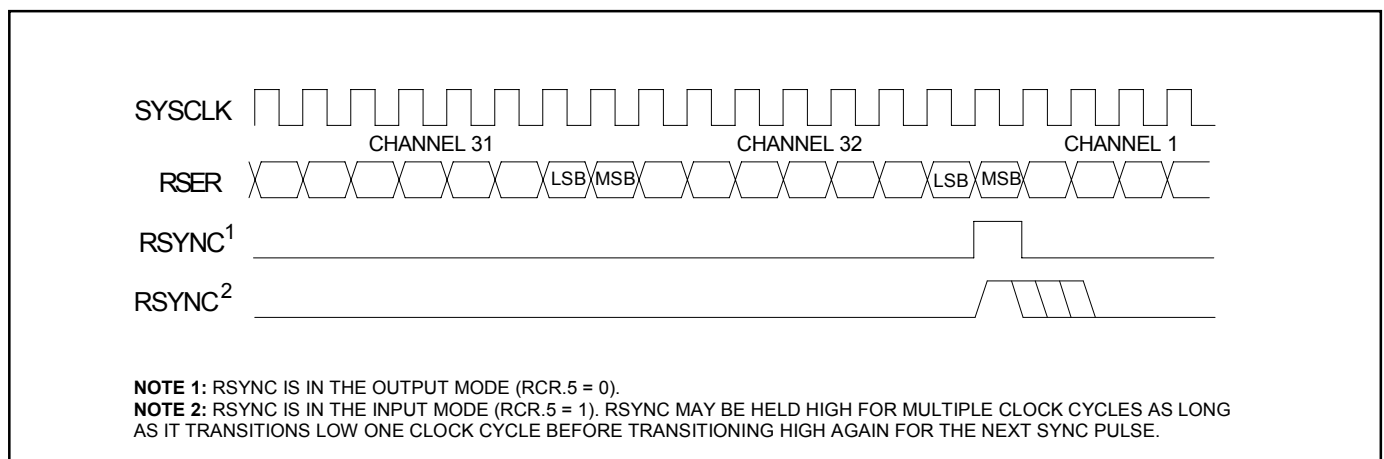 SYSCLK
CHANNEL 31 CHANNEL 32 CHANNEL 1
RSER LSB MSB LSB MSB
RSYNC1
RSYNC2
NOTE 1: RSYNC IS IN THE OUTPUT MODE (RCR.5 = 0).
NOTE 2: RSYNC IS IN THE INPUT MODE (RCR.5 = 1). RSYNC MAY BE HELD HIGH FOR MULTIPLE CLOCK CYCLES AS LONG
AS IT TRANSITIONS LOW ONE CLOCK CYCLE BEFORE TRANSITIONING HIGH AGAIN FOR THE NEXT SYNC PULSE.